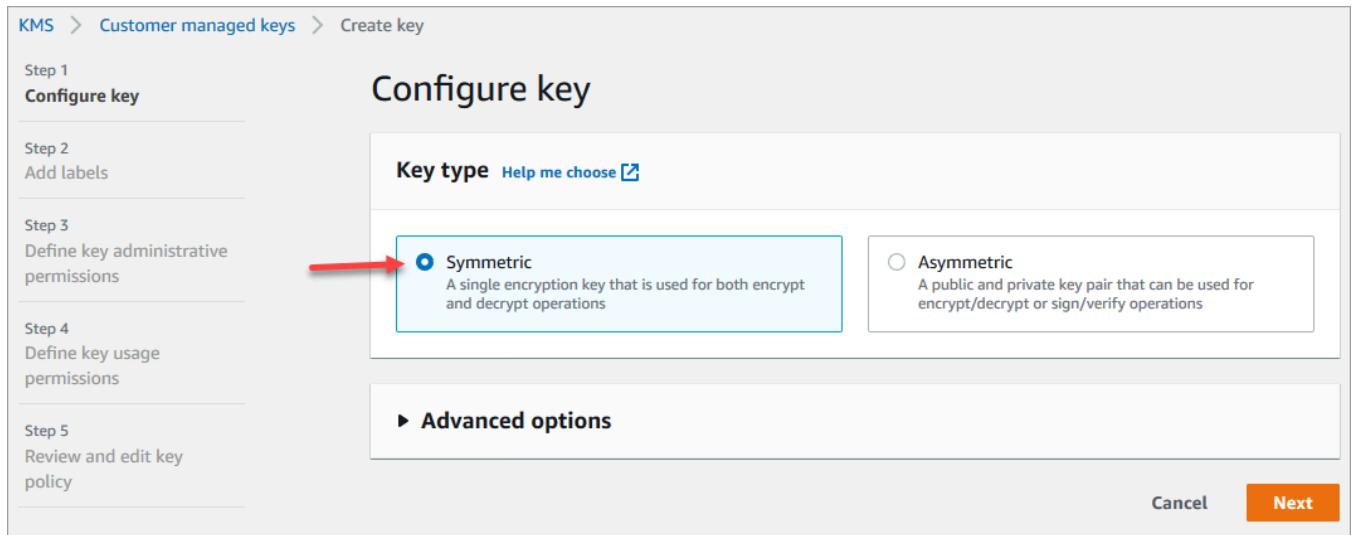 KMS > Customer managed keys > Create key
Step 1
Configure key
Step 2
Add labels
Step 3
Define key administrative
permissions
Step 4
Define key usage
permissions
Step 5
Review and edit key
policy
Configure key
Key type Help me choose
Symmetric
A single encryption key that is used for both encrypt
and decrypt operations
Asymmetric
A public and private key pair that can be used for
encrypt/decrypt or sign/verify operations
Advanced options
Cancel Next